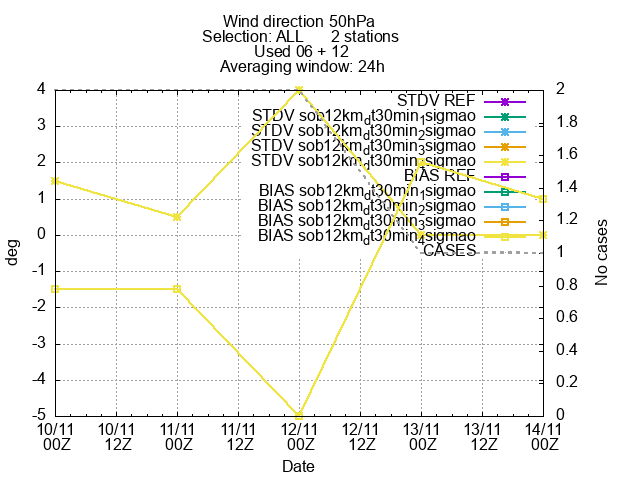 Wind direction 50hPa
Selection: ALL 2 stations
Used 06 + 12
Averaging window: 24h
4
3
2
1
0
-1
-2
-3
-4
-5
deg
2
1.8
1.6
1.4
1.2
1
0.8
0.6
0.4
0.2
0
No cases
STDV REF
STDV sob12km_dt30min_1sigmao
STDV sob12km_dt30min_2sigmao
STDV sob12km_dt30min_3sigmao
STDV sob12km_dt30min_4sigmao
BIAS REF
BIAS sob12km_dt30min_1sigmao
BIAS sob12km_dt30min_2sigmao
BIAS sob12km_dt30min_3sigmao
BIAS sob12km_dt30min_4sigmao
CASES
10/11 10/11 11/11 11/11 12/11 12/11 13/11 13/11 14/11
00Z 12Z 00Z 12Z 00Z 12Z 00Z 12Z 00Z
Date